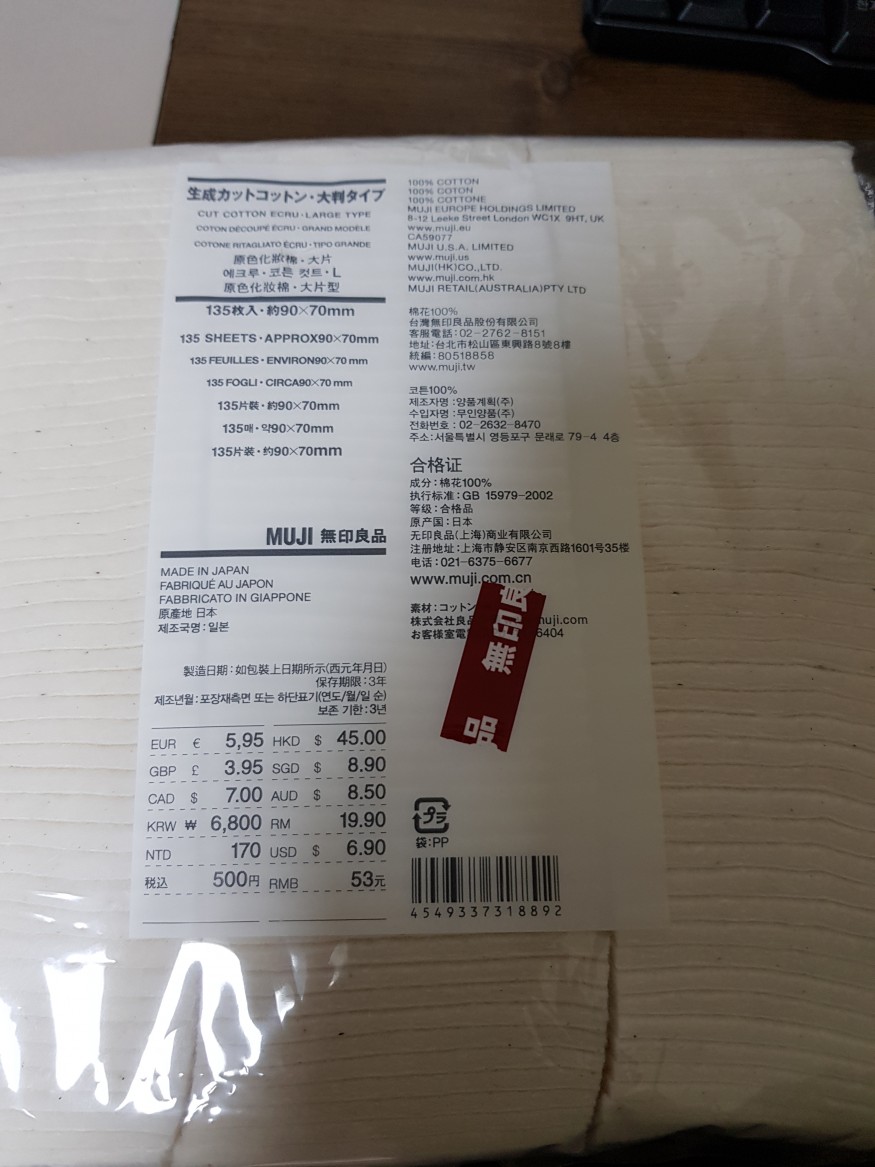 生成カットコットン・大判タイプ
CUT COTTON ECRU・LARGE TYPE
COTON DÉCOUPÉ ÉCRU・GRAND MODÈLE
COTONE RITAGLIATO ÉCRU・TIPO GRANDE
原色化妝棉・大片
에크루・코튼 컷트・L
原色化妝棉・大片型
135枚入・約90×70mm
135 SHEETS・APPROX90×70mm
135 FEUILLES・ENVIRON90×70 mm
135 FOGLI・CIRCA90×70 mm
135片裝・約90×70mm
135매・약90×70mm
135片装・约90×70mm
MUJI 無印良品
MADE IN JAPAN
FABRIQUÉ AU JAPON
FABBRICATO IN GIAPPONE
原產地 日本
제조국명:일본
製造日期:如包裝上日期所示(西元年月日)
保存期限:3年
제조년월:포장재측면 또는 하단표기(연도/월/일 순)
보존 기한:3년
EUR € 5,95 HKD $ 45.00
GBP £ 3.95 SGD $ 8.90
CAD $ 7.00 AUD $ 8.50
KRW ₩ 6,800 RM 19.90
NTD 170 USD $ 6.90
税込 500円 RMB 53元
100% COTTON
100% COTON
100% COTTONE
MUJI EUROPE HOLDINGS LIMITED
8-12 Leeke Street London WC1X 9HT, UK
www.muji.eu
CA59077
MUJI U.S.A. LIMITED
www.muji.us
MUJI(HK)CO.,LTD.
www.muji.com.hk
MUJI RETAIL(AUSTRALIA)PTY LTD
棉花100%
台灣無印良品股份有限公司
客服電話:02-2762-8151
地址:台北市松山區東興路8號8樓
統編:80518858
www.muji.tw
코튼100%
제조자명:양품계획(주)
수입자명:무인양품(주)
전화번호:02-2632-8470
주소:서울특별시 영등포구 문래로 79-4 4층
合格证
成分:棉花100%
执行标准:GB 15979-2002
等级:合格品
原产国:日本
无印良品(上海)商业有限公司
注册地址:上海市静安区南京西路1601号35楼
电话:021-6375-6677
www.muji.com.cn
素材:コットン
株式会社良品 muji.com
お客様室電 6404
無印良
品
プラ
袋:PP
4549337318892